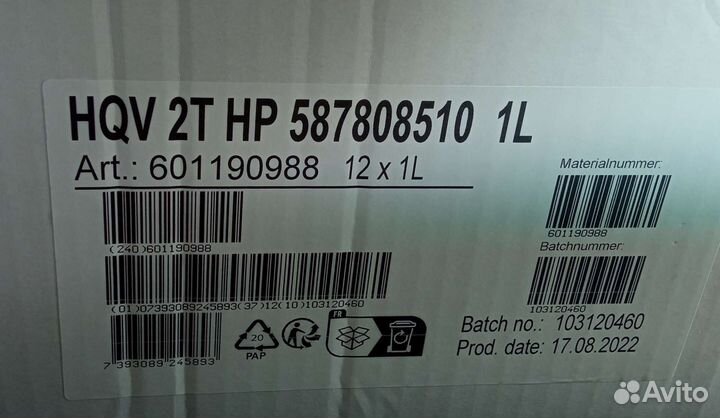 HQV 2T HP 587808510 1L
Art.: 601190988 12 x 1L
Materialnummer:
601190988
(240)601190988
Batchnummer:
103120460
(01)07393089245893(37)12(10)103120460
7 393089 245893
20
PAP
FR
Batch no.: 103120460
Prod. date: 17.08.2022
Avito